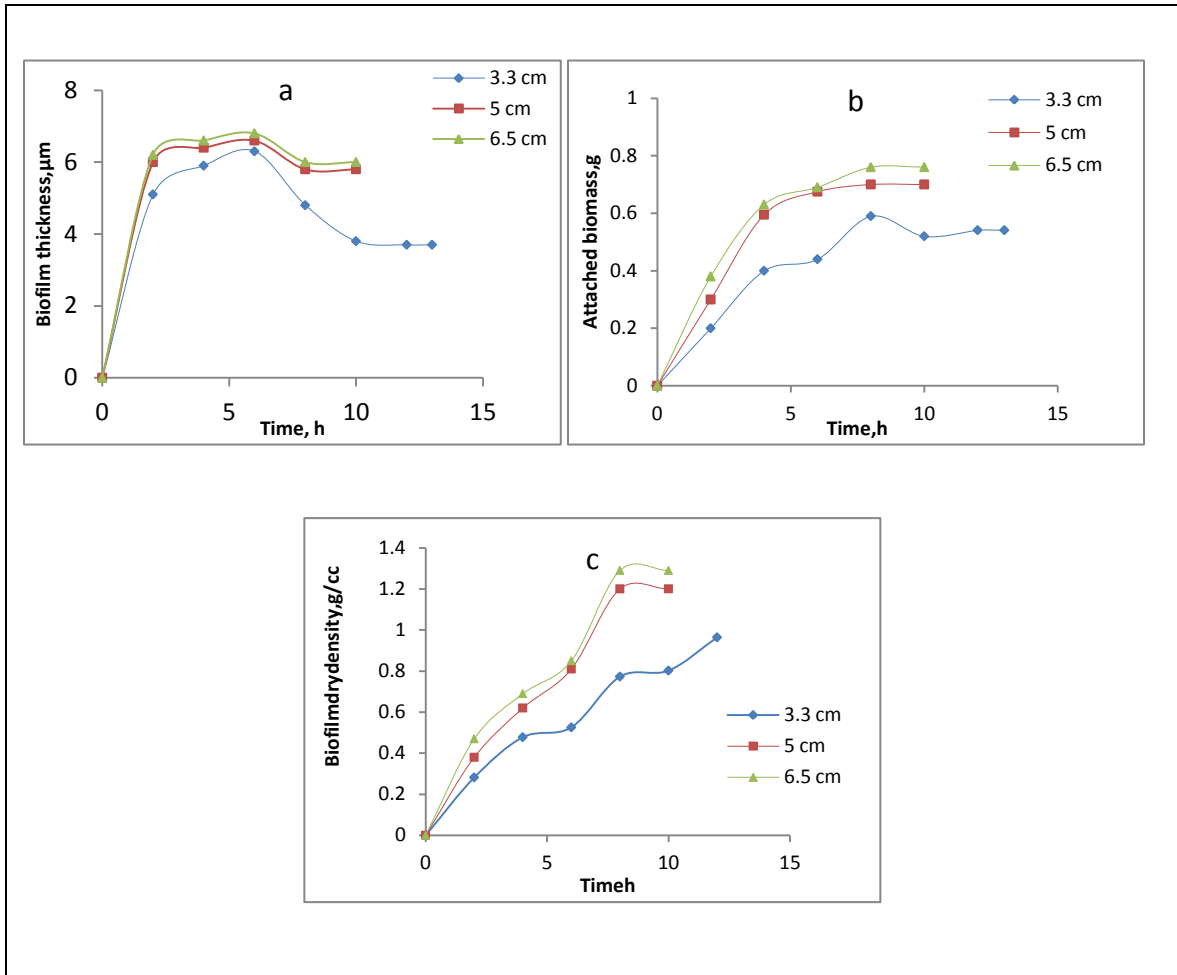 a
3.3 cm
5 cm
6.5 cm
Biofilm thickness,µm
8
6
4
2
0
0 5 10 15
Time, h
b
3.3 cm
5 cm
6.5 cm
Attached biomass,g
1
0.8
0.6
0.4
0.2
0
0 5 10 15
Time,h
c
3.3 cm
5 cm
6.5 cm
Biofilmdrydensity,g/cc
1.4
1.2
1
0.8
0.6
0.4
0.2
0
0 5 10 15
Timeh